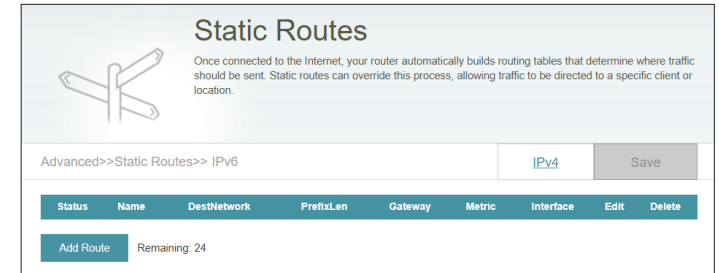 Static Routes
Once connected to the Internet, your router automatically builds routing tables that determine where traffic
should be sent. Static routes can override this process, allowing traffic to be directed to a specific client or
location.
Advanced>>Static Routes>> IPv6 IPv4 Save
Status Name DestNetwork PrefixLen Gateway Metric Interface Edit Delete
Add Route Remaining: 24